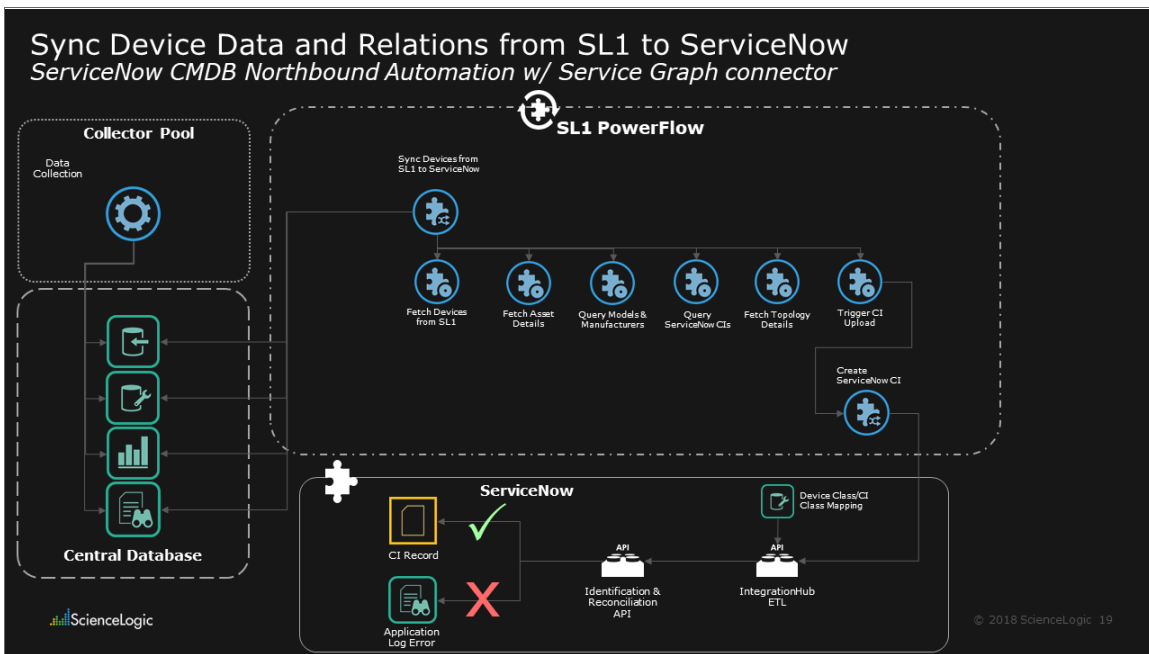 Sync Device Data and Relations from SL1 to ServiceNow
ServiceNow CMDB Northbound Automation w/ Service Graph connector
Collector Pool
Data
Collection
SL1 PowerFlow
Sync Devices from
SL1 to ServiceNow
Fetch Devices
from SL1
Fetch Asset
Details
Query Models &
Manufacturers
Query
ServiceNow CIs
Fetch Topology
Details
Trigger CI
Upload
Create
ServiceNow CI
Central Database
ServiceNow
CI Record
Application
Log Error
API
Identification &
Reconciliation
API
API
IntegrationHub
ETL
Device Class/CI
Class Mapping
ScienceLogic
© 2018 ScienceLogic 19